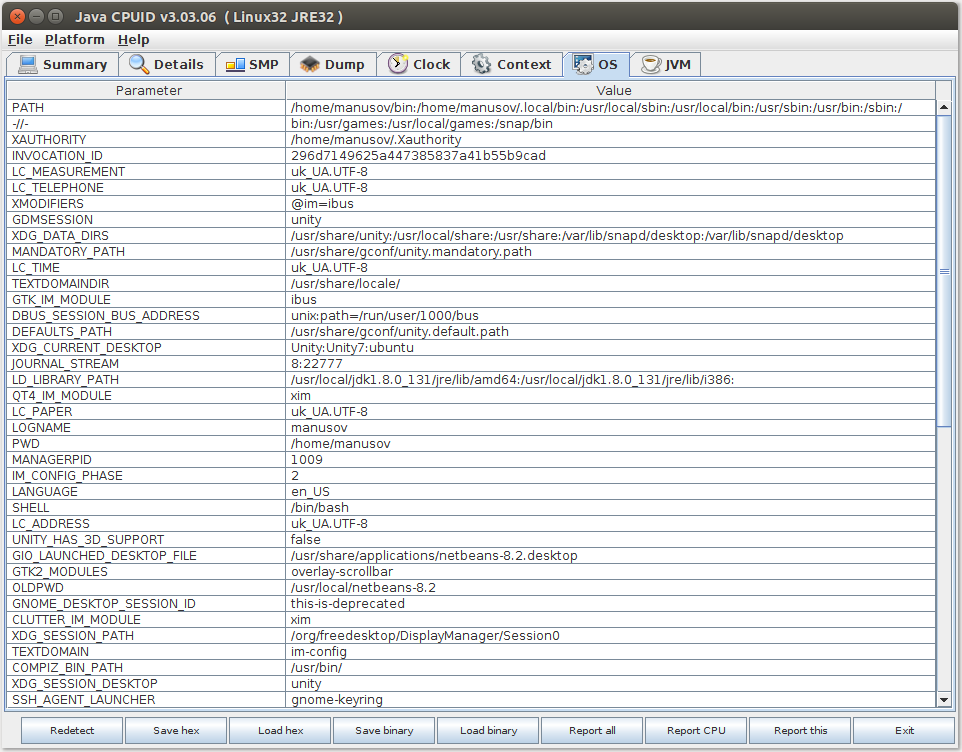 Java CPUID v3.03.06 ( Linux32 JRE32 )
File Platform Help
Summary Details SMP Dump Clock Context OS JVM
Parameter Value
PATH /home/manusov/bin:/home/manusov/.local/bin:/usr/local/sbin:/usr/local/bin:/usr/sbin:/usr/bin:/sbin:/
-//- bin:/usr/games:/usr/local/games:/snap/bin
XAUTHORITY /home/manusov/.Xauthority
INVOCATION_ID 296d7149625a447385837a41b55b9cad
LC_MEASUREMENT uk_UA.UTF-8
LC_TELEPHONE uk_UA.UTF-8
XMODIFIERS @im=ibus
GDMSESSION unity
XDG_DATA_DIRS /usr/share/unity:/usr/local/share:/usr/share:/var/lib/snapd/desktop:/var/lib/snapd/desktop
MANDATORY_PATH /usr/share/gconf/unity.mandatory.path
LC_TIME uk_UA.UTF-8
TEXTDOMAINDIR /usr/share/locale/
GTK_IM_MODULE ibus
DBUS_SESSION_BUS_ADDRESS unix:path=/run/user/1000/bus
DEFAULTS_PATH /usr/share/gconf/unity.default.path
XDG_CURRENT_DESKTOP Unity:Unity7:ubuntu
JOURNAL_STREAM 8:22777
LD_LIBRARY_PATH /usr/local/jdk1.8.0_131/jre/lib/amd64:/usr/local/jdk1.8.0_131/jre/lib/i386:
QT4_IM_MODULE xim
LC_PAPER uk_UA.UTF-8
LOGNAME manusov
PWD /home/manusov
MANAGERPID 1009
IM_CONFIG_PHASE 2
LANGUAGE en_US
SHELL /bin/bash
LC_ADDRESS uk_UA.UTF-8
UNITY_HAS_3D_SUPPORT false
GIO_LAUNCHED_DESKTOP_FILE /usr/share/applications/netbeans-8.2.desktop
GTK2_MODULES overlay-scrollbar
OLDPWD /usr/local/netbeans-8.2
GNOME_DESKTOP_SESSION_ID this-is-deprecated
CLUTTER_IM_MODULE xim
XDG_SESSION_PATH /org/freedesktop/DisplayManager/Session0
TEXTDOMAIN im-config
COMPIZ_BIN_PATH /usr/bin/
XDG_SESSION_DESKTOP unity
SSH_AGENT_LAUNCHER gnome-keyring
Redetect Save hex Load hex Save binary Load binary Report all Report CPU Report this Exit